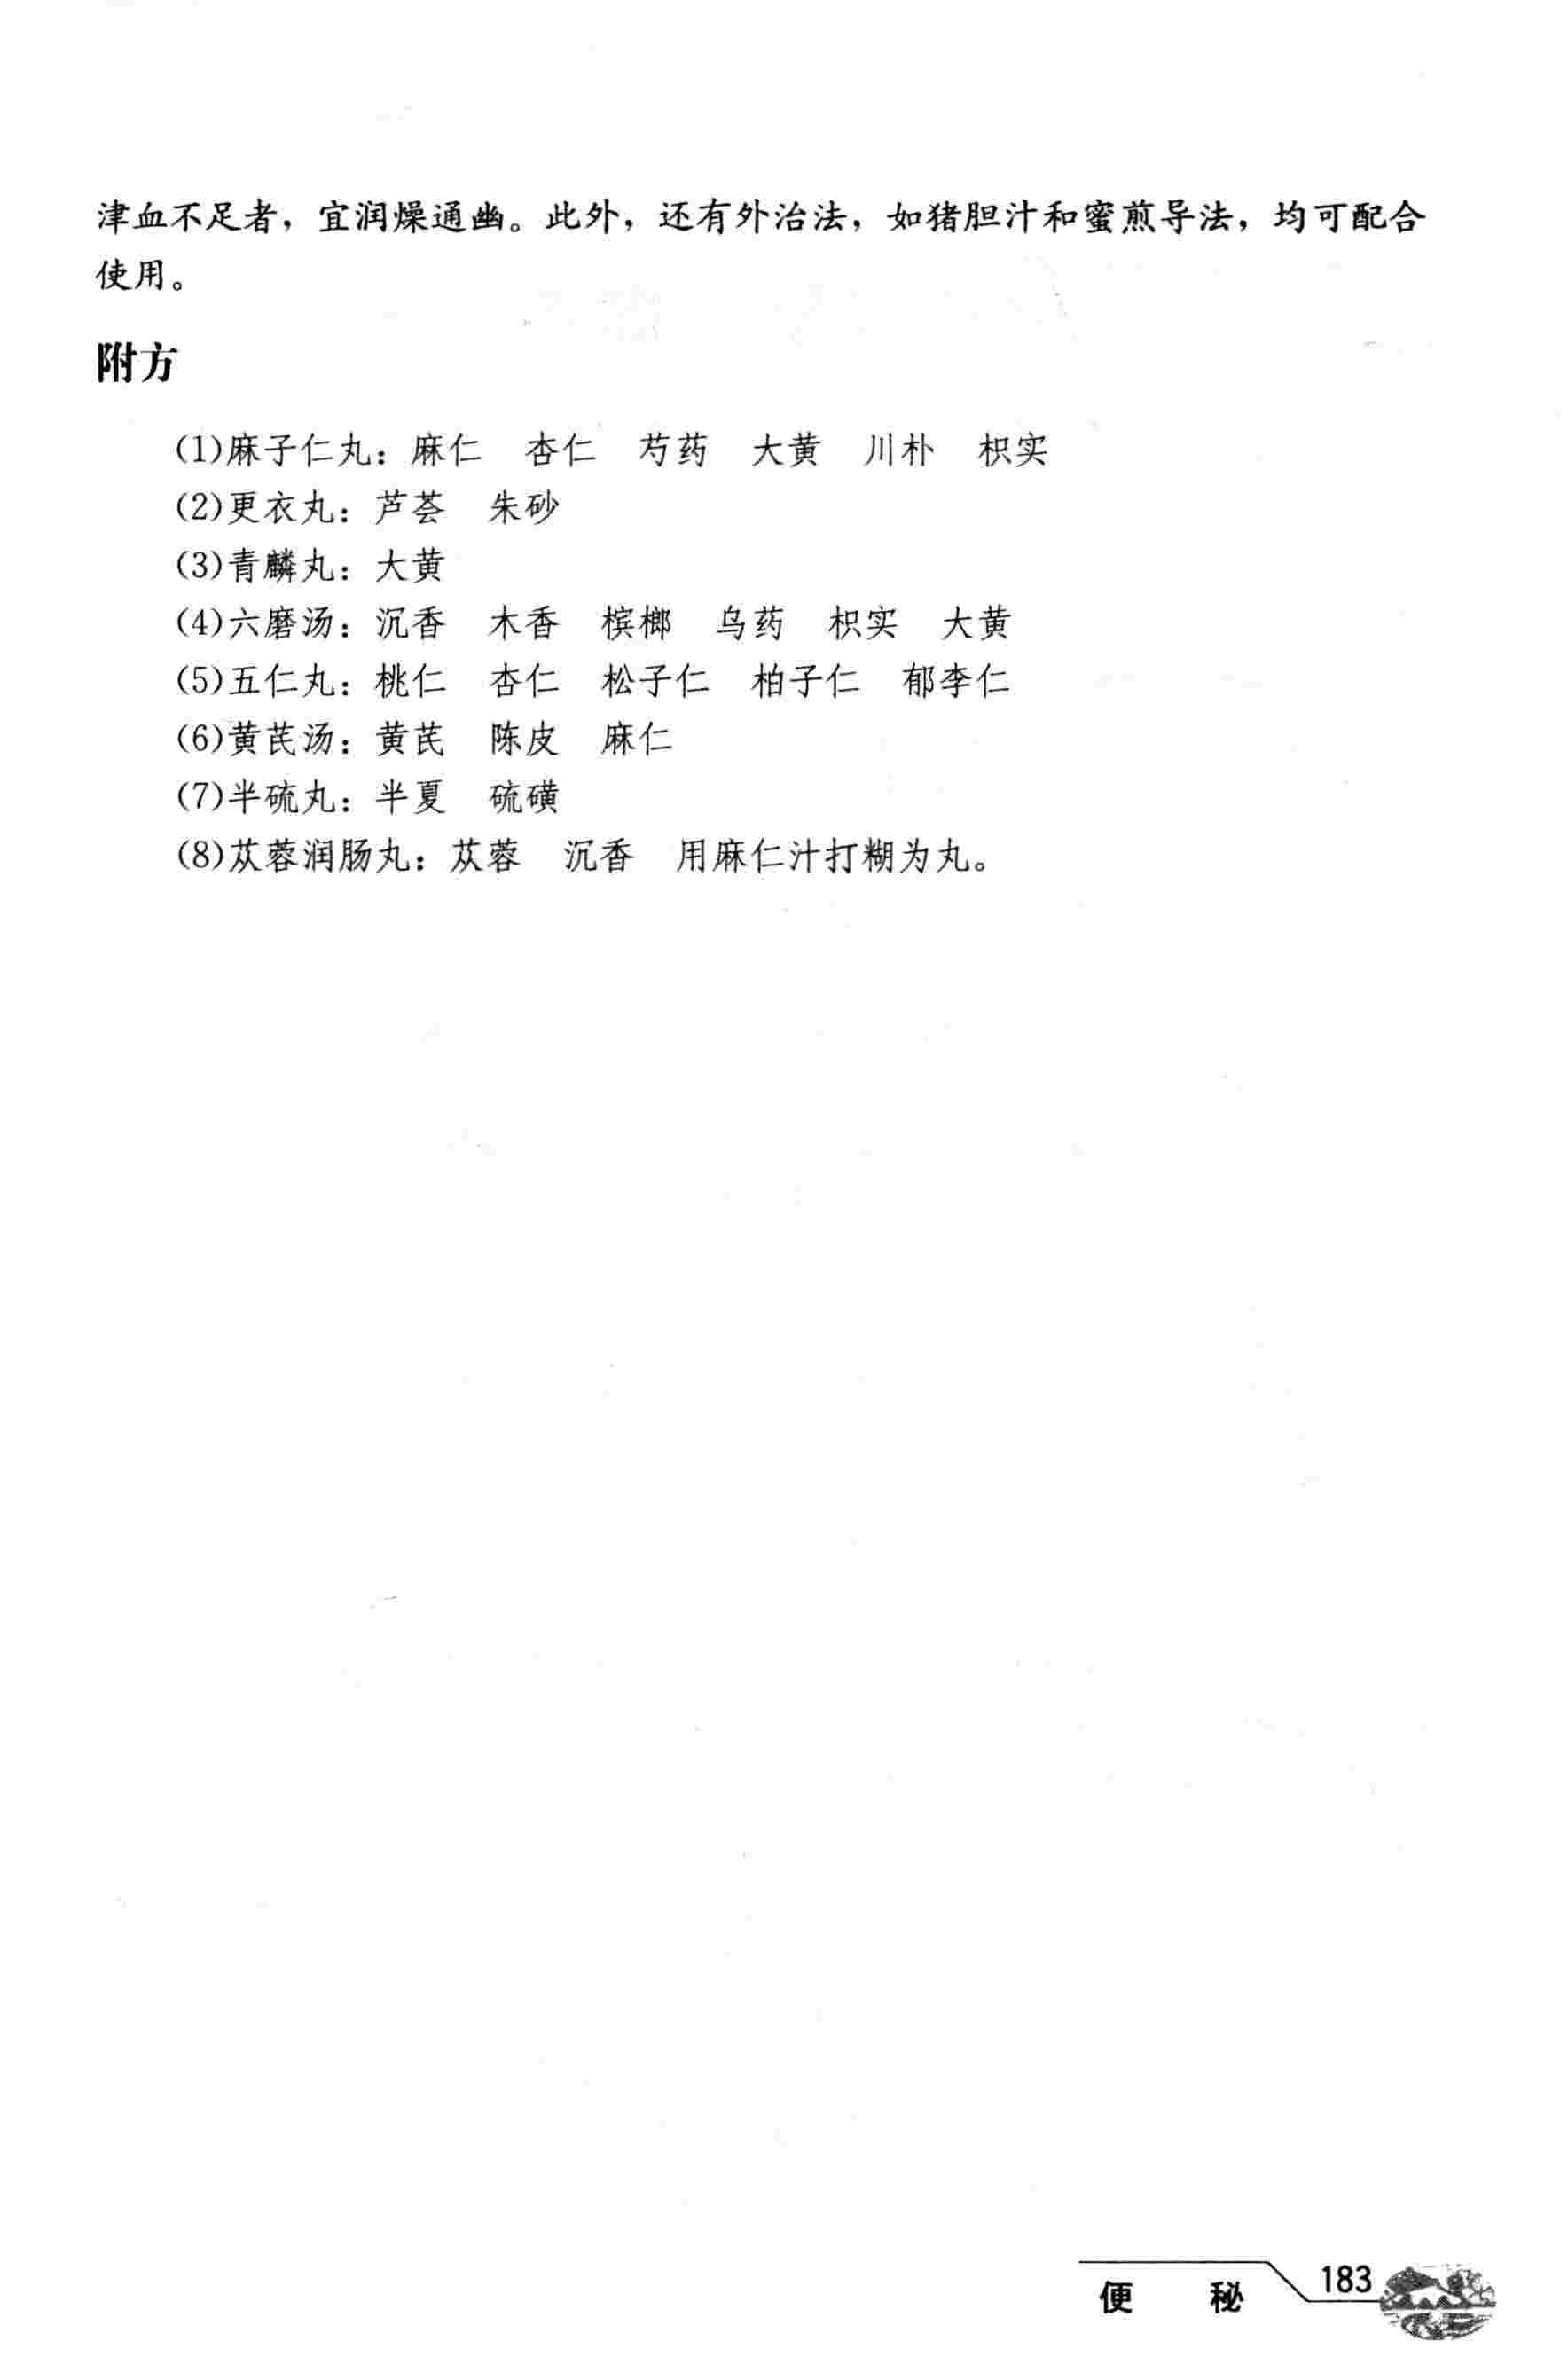 津血不足者，宜润燥通幽。此外，还有外治法，如猪胆汁和蜜煎导法，均可配合
使用。
附方
(1)麻子仁丸：麻仁　杏仁　芍药　大黄　川朴　枳实
(2)更衣丸：芦荟　朱砂
(3)青麟丸：大黄
(4)六磨汤：沉香　木香　槟榔　乌药　枳实　大黄
(5)五仁丸：桃仁　杏仁　松子仁　柏子仁　郁李仁
(6)黄芪汤：黄芪　陈皮　麻仁
(7)半硫丸：半夏　硫磺
(8)苁蓉润肠丸：苁蓉　沉香　用麻仁汁打糊为丸。
便　秘　183